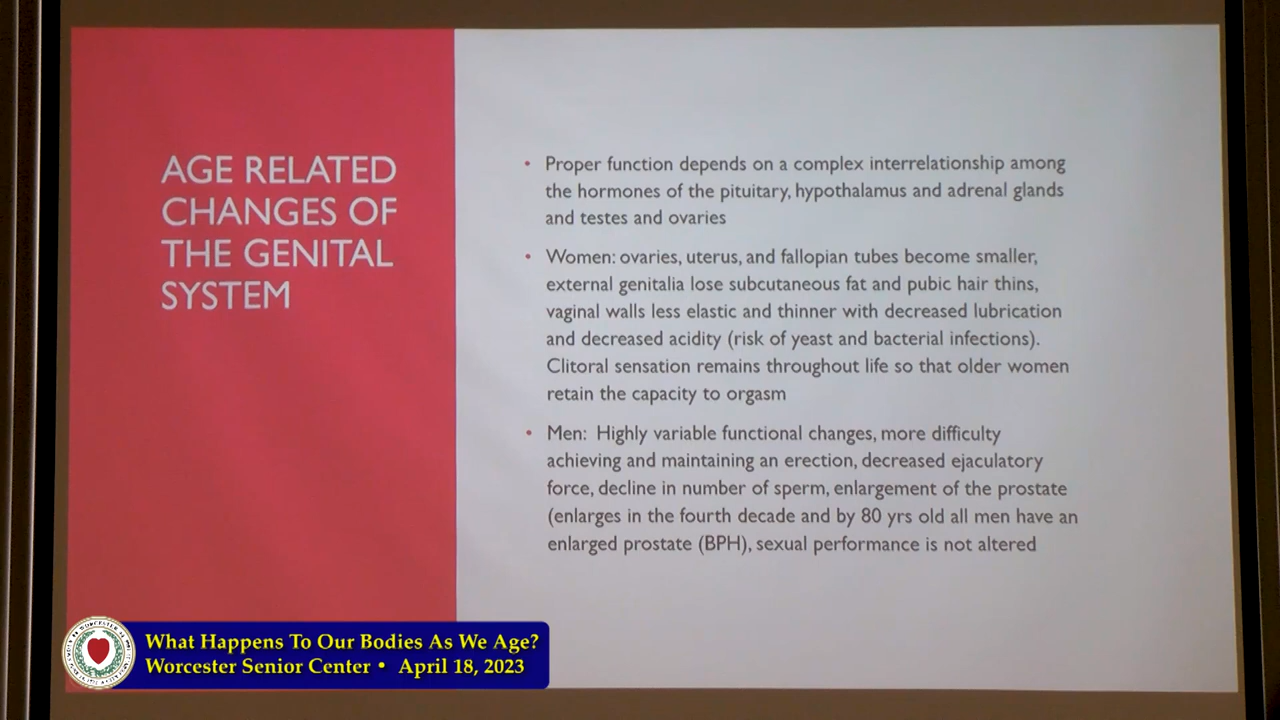 AGE RELATED
CHANGES OF
THE GENITAL
SYSTEM
• Proper function depends on a complex interrelationship among
the hormones of the pituitary, hypothalamus and adrenal glands
and testes and ovaries
• Women: ovaries, uterus, and fallopian tubes become smaller,
external genitalia lose subcutaneous fat and pubic hair thins,
vaginal walls less elastic and thinner with decreased lubrication
and decreased acidity (risk of yeast and bacterial infections).
Clitoral sensation remains throughout life so that older women
retain the capacity to orgasm
• Men: Highly variable functional changes, more difficulty
achieving and maintaining an erection, decreased ejaculatory
force, decline in number of sperm, enlargement of the prostate
(enlarges in the fourth decade and by 80 yrs old all men have an
enlarged prostate (BPH), sexual performance is not altered
What Happens To Our Bodies As We Age?
Worcester Senior Center • April 18, 2023